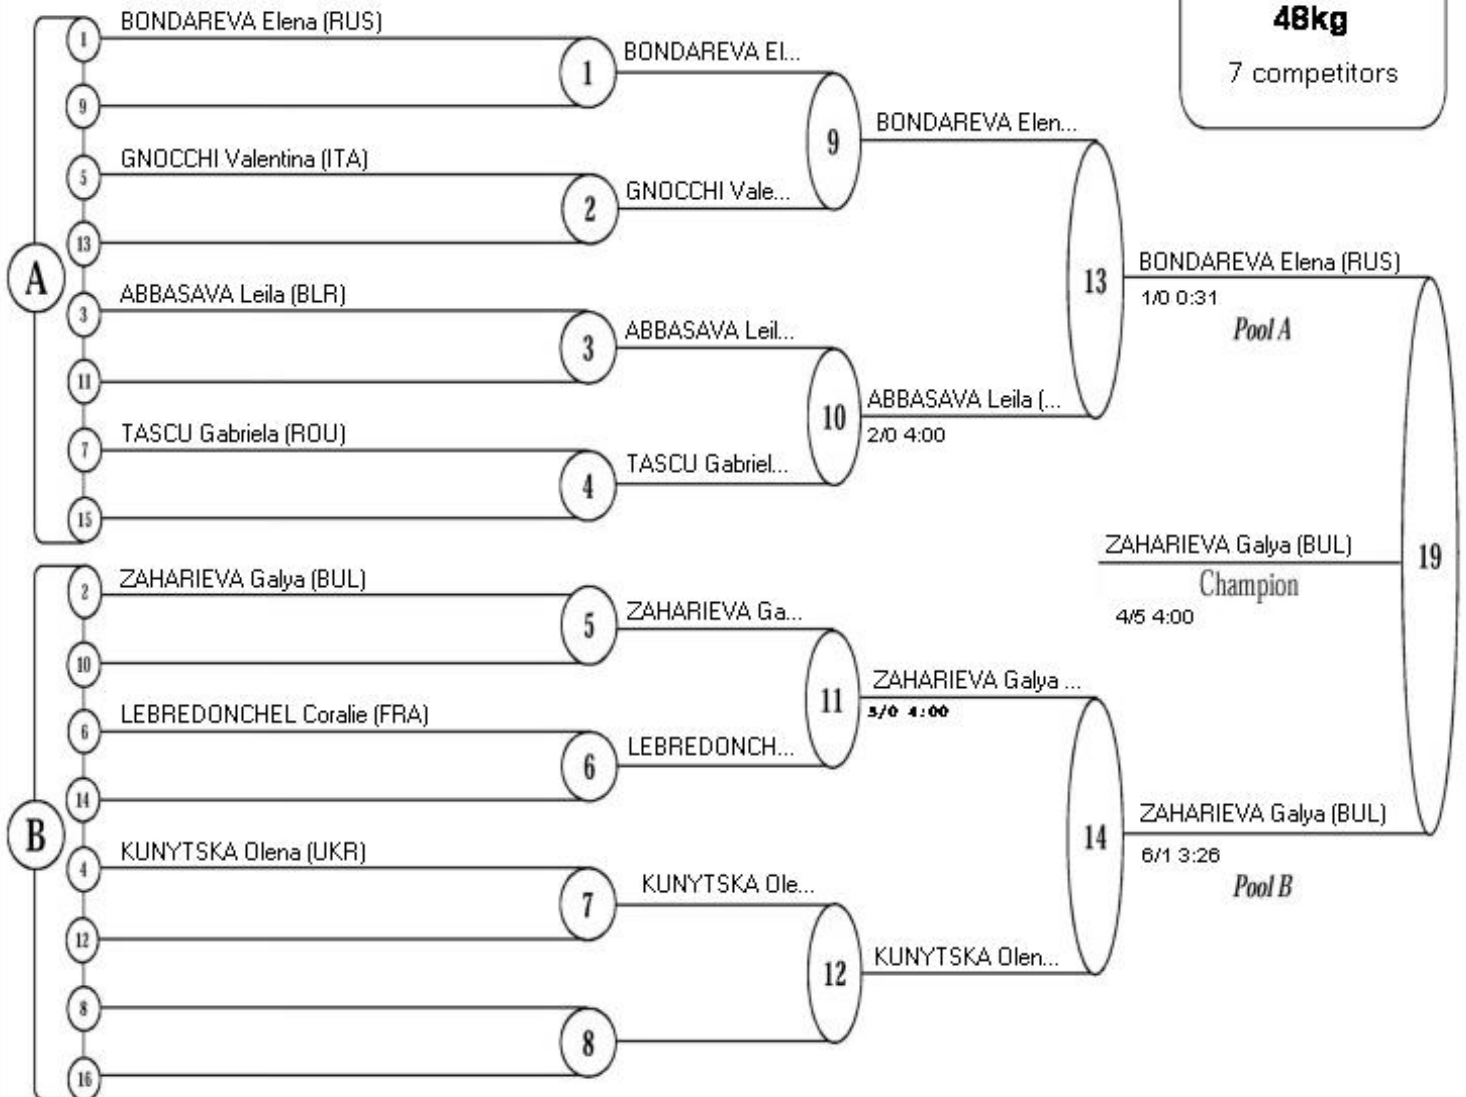 48kg
7 competitors
A
1
BONDAREVA Elena (RUS)
9
1
BONDAREVA El...
5
GNOCCHI Valentina (ITA)
13
2
GNOCCHI Vale...
9
BONDAREVA Elen...
3
ABBASAVA Leila (BLR)
11
3
ABBASAVA Leil...
7
TASCU Gabriela (ROU)
15
4
TASCU Gabriel...
10
ABBASAVA Leila (...
2/0 4:00
13
BONDAREVA Elena (RUS)
1/0 0:31
Pool A
B
2
ZAHARIEVA Galya (BUL)
10
5
ZAHARIEVA Ga...
6
LEBREDONCHEL Coralie (FRA)
14
6
LEBREDONCH...
11
ZAHARIEVA Galya ...
4:00
4
KUNYTSKA Olena (UKR)
12
7
KUNYTSKA Ole...
8
16
8
12
KUNYTSKA Olen...
14
ZAHARIEVA Galya (BUL)
6/1 3:26
Pool B
19
ZAHARIEVA Galya (BUL)
Champion
4/5 4:00